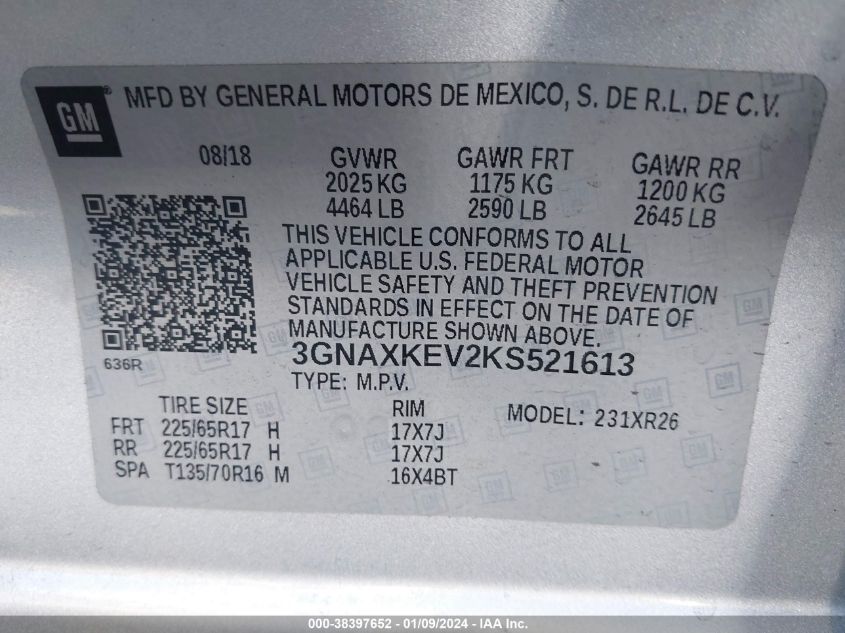 GM ® MFD BY GENERAL MOTORS DE MEXICO, S. DE R.L. DE C.V.
08/18 GVWR GAWR FRT GAWR RR
2025 KG 1175 KG 1200 KG
4464 LB 2590 LB 2645 LB
THIS VEHICLE CONFORMS TO ALL
APPLICABLE U.S. FEDERAL MOTOR
VEHICLE SAFETY AND THEFT PREVENTION
STANDARDS IN EFFECT ON THE DATE OF
MANUFACTURE SHOWN ABOVE.
636R 3GNAXKEV2KS521613
TYPE: M.P.V.
TIRE SIZE RIM MODEL: 231XR26
FRT 225/65R17 H 17X7J
RR 225/65R17 H 17X7J
SPA T135/70R16 M 16X4BT
000-38397652 - 01/09/2024 - IAA Inc.